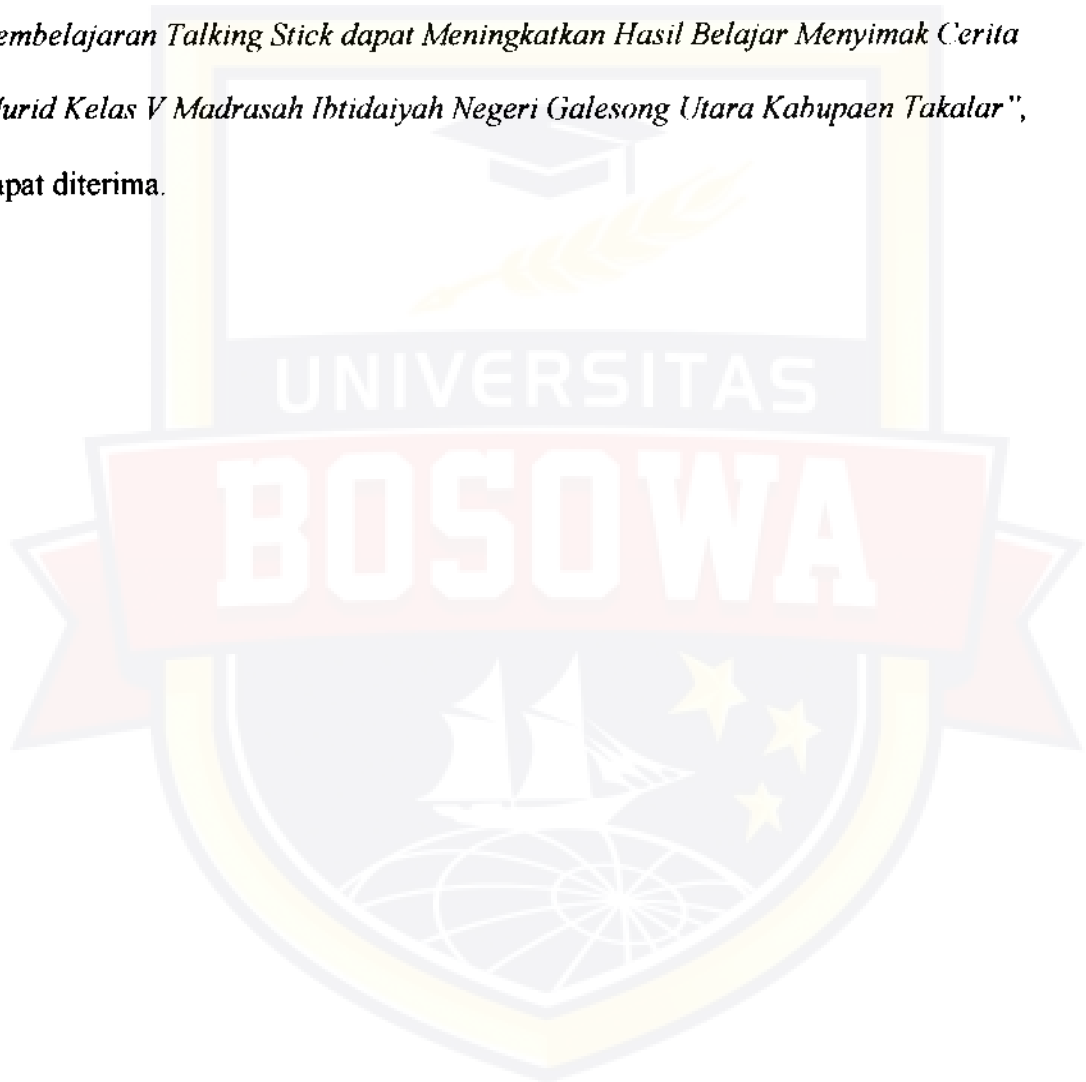 embelajaran Talking Stick dapat Meningkatkan Hasil Belajar Menyimak Cerita
urid Kelas V Madrasah Ibtidaiyah Negeri Galesong Utara Kabupaen Takalar",
apat diterima.
UNIVERSITAS
BOSOWA